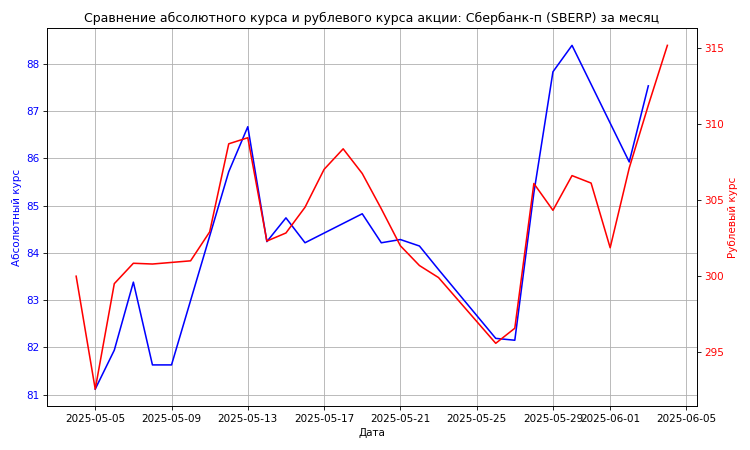 Сравнение абсолютного курса и рублевого курса акции: Сбербанк-п (SBERP) за месяц
Абсолютный курс
88
87
86
85
84
83
82
81
315
310
305
300
295
Рублевый курс
2025-05-05 2025-05-09 2025-05-13 2025-05-17 2025-05-21 2025-05-25 2025-05-29 2025-06-01 2025-06-05
Дата